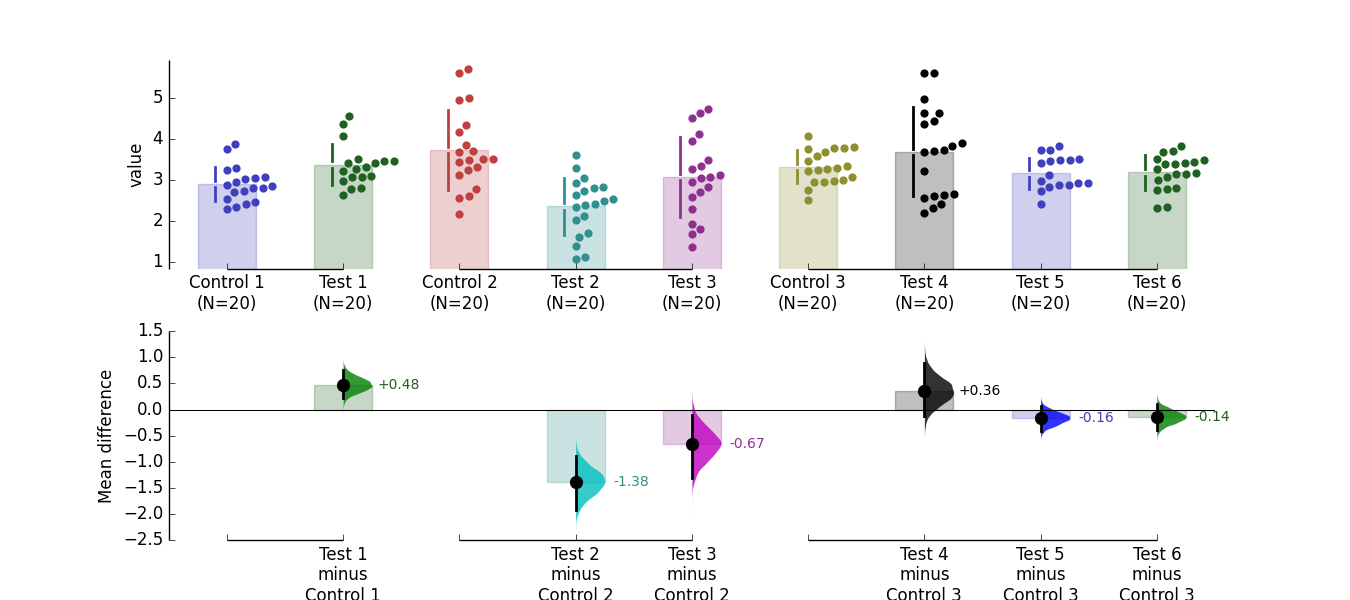 value
5
4
3
2
1
Control 1 Test 1 Control 2 Test 2 Test 3 Control 3 Test 4 Test 5 Test 6
(N=20) (N=20) (N=20) (N=20) (N=20) (N=20) (N=20) (N=20) (N=20)
Mean difference
1.5
1.0
0.5
0.0
−0.5
−1.0
−1.5
−2.0
−2.5
+0.48
-1.38
-0.67
+0.36
-0.16
-0.14
Test 1 Test 2 Test 3 Test 4 Test 5 Test 6
minus minus minus minus minus minus
Control 1 Control 2 Control 2 Control 3 Control 3 Control 3